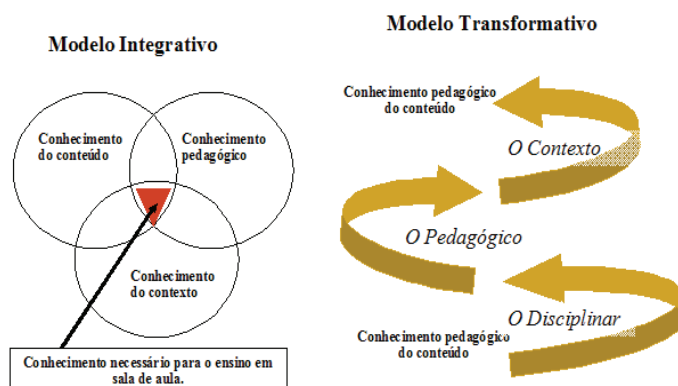 Modelo Integrativo
Conhecimento
do conteúdo
Conhecimento
pedagógico
Conhecimento
do contexto
Conhecimento necessário para o ensino em
sala de aula.
Modelo Transformativo
Conhecimento pedagógico
do conteúdo
O Contexto
O Pedagógico
O Disciplinar
Conhecimento pedagógico
do conteúdo